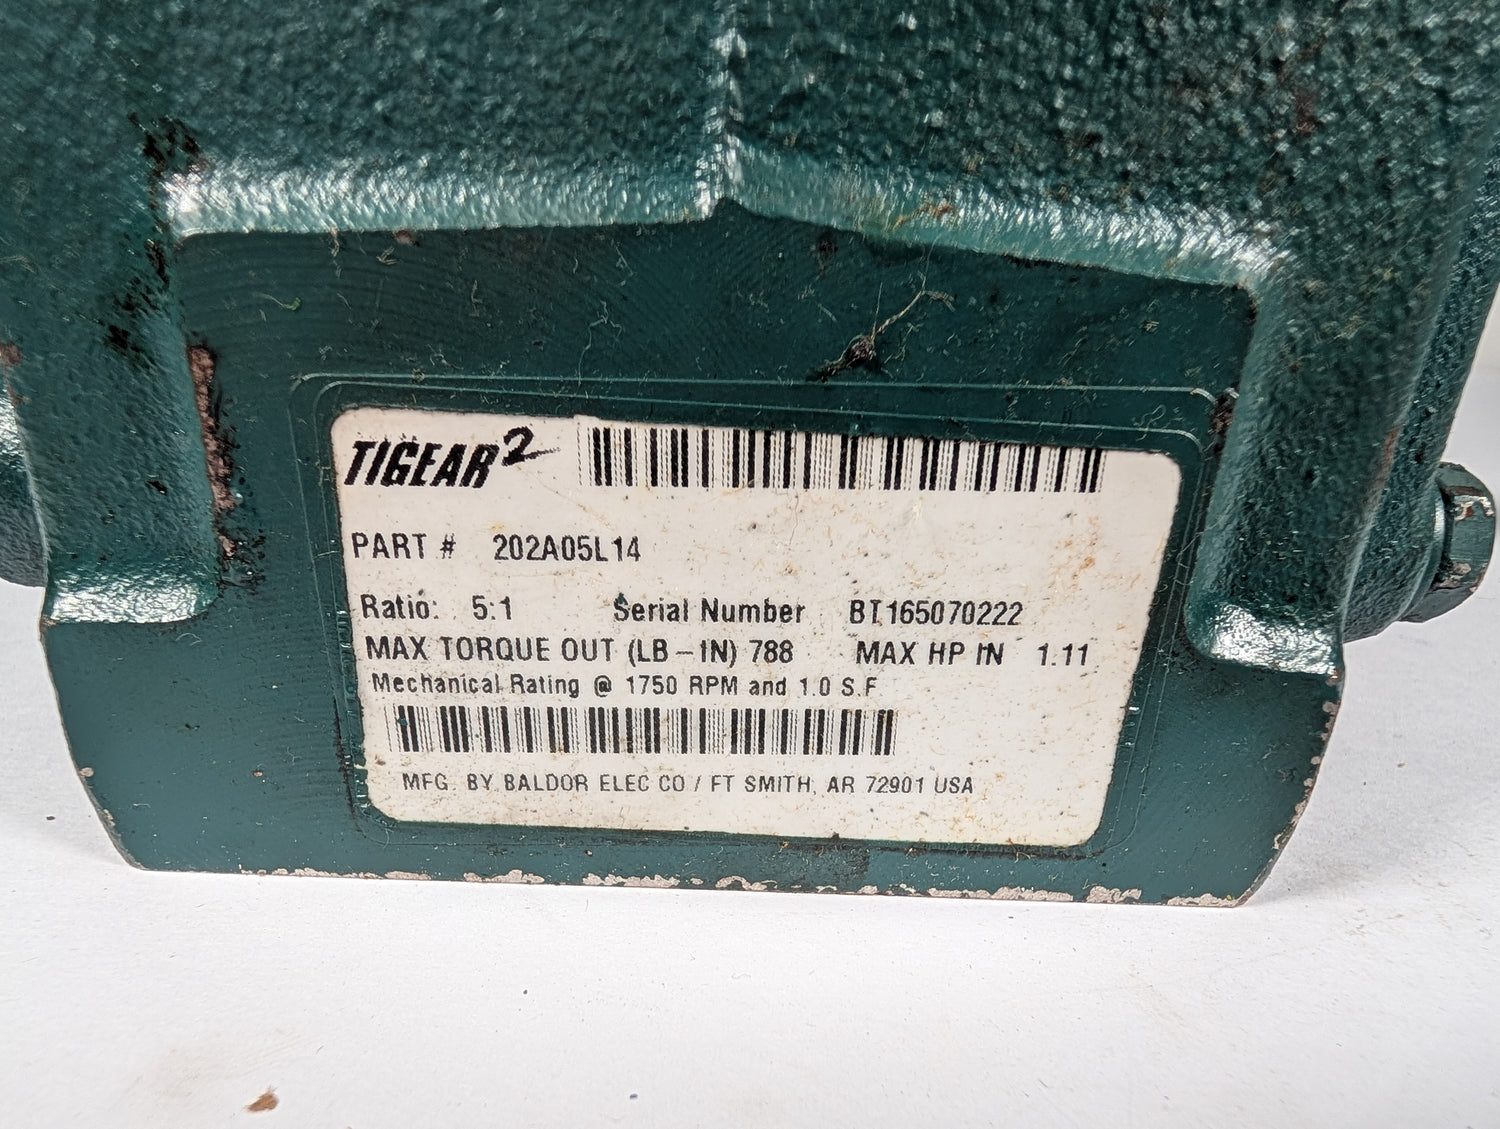 TIGEAR2
PART # 202A05L14
Ratio: 5:1 Serial Number BT165070222
MAX TORQUE OUT (LB-IN) 788 MAX HP IN 1.11
Mechanical Rating @ 1750 RPM and 1.0 S.F
MFG. BY BALDOR ELEC CO / FT SMITH, AR 72901 USA